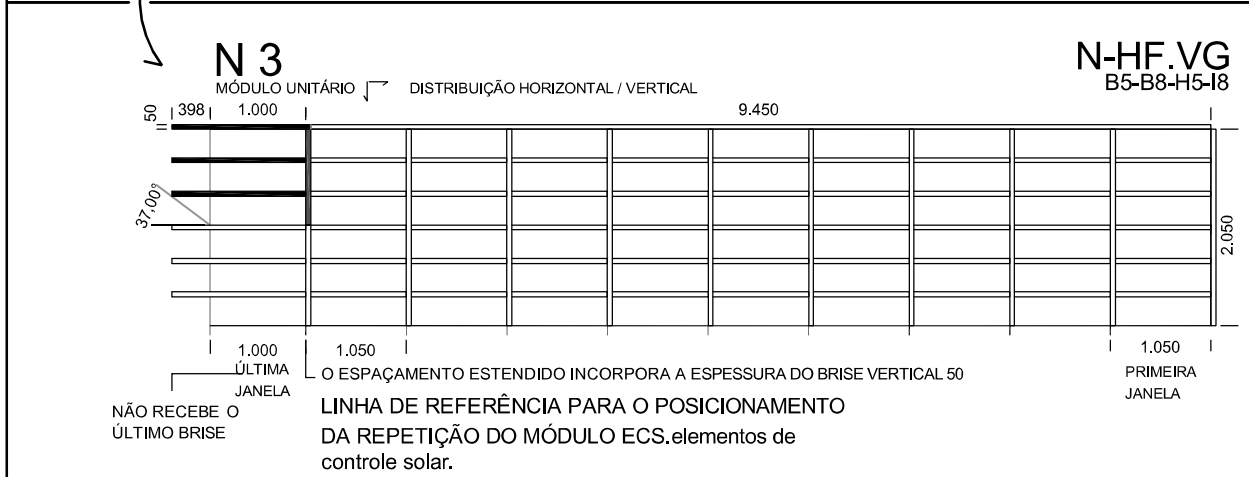 N 3
N-HF.VG
B5-B8-H5-I8
MÓDULO UNITÁRIO
DISTRIBUIÇÃO HORIZONTAL / VERTICAL
50
398
1.000
9.450
37,00°
2.050
1.000
1.050
1.050
ÚLTIMA
JANELA
O ESPAÇAMENTO ESTENDIDO INCORPORA A ESPESSURA DO BRISE VERTICAL 50
PRIMEIRA
JANELA
NÃO RECEBE O
ÚLTIMO BRISE
LINHA DE REFERÊNCIA PARA O POSICIONAMENTO
DA REPETIÇÃO DO MÓDULO ECS.elementos de
controle solar.